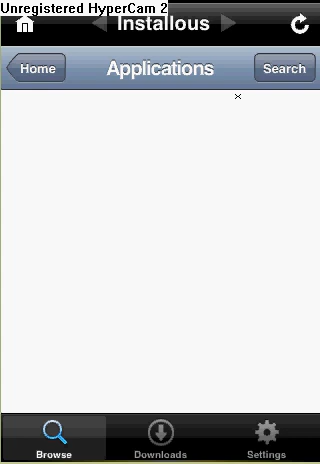 Unregistered HyperCam 2
Installous
Home
Applications
Search
Browse
Downloads
Settings